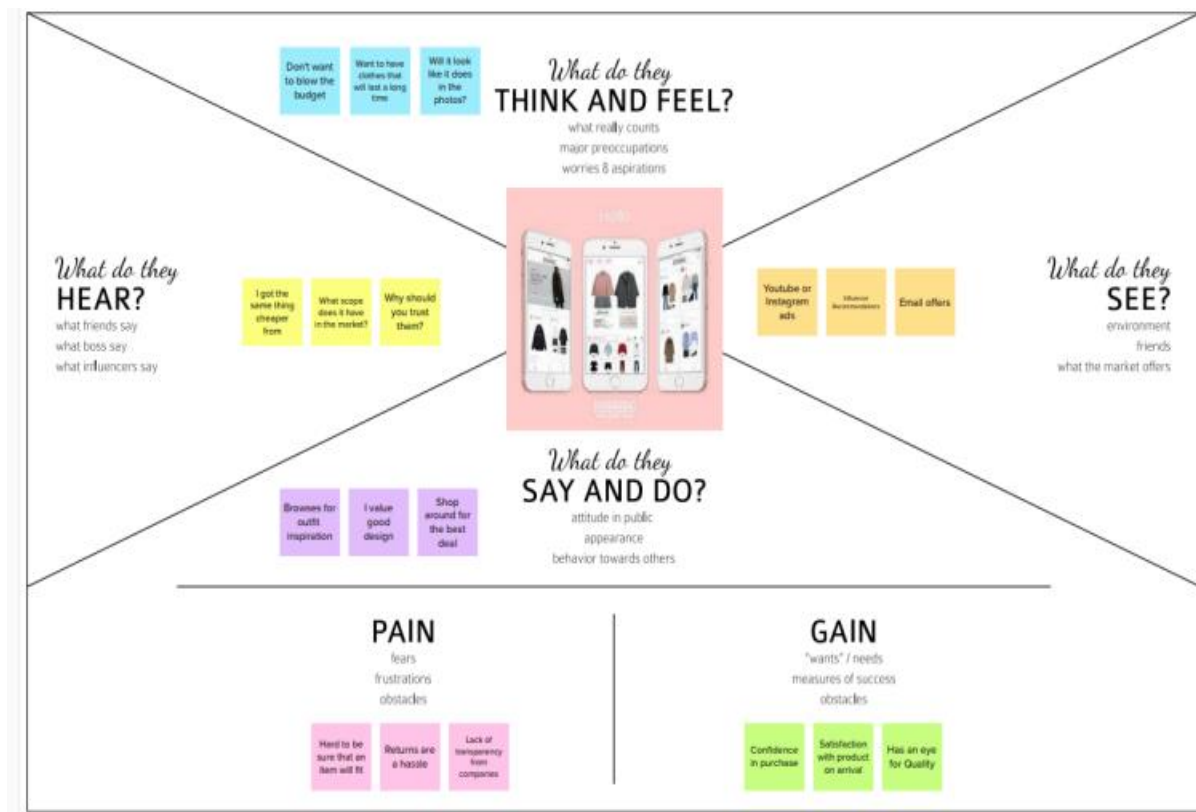 Don't want
to blow the
budget
Want to have
clothes that
will last a long
time
Will it look
like it does
in the
photos?
What do they
THINK AND FEEL?
what really counts
major preoccupations
worries & aspirations
What do they
HEAR?
what friends say
what boss say
what influencers say
I got the
same thing
cheaper
from
What scope
does it have
in the market?
Why should
you trust
them?
Youtube or
Instagram
ads
Influencer
Recommendations
Email offers
What do they
SEE?
environment
friends
what the market offers
What do they
SAY AND DO?
attitude in public
appearance
behavior towards others
Browses for
outfit
inspiration
I value
good
design
Shop
around for
the best
deal
PAIN
fears
frustrations
obstacles
Hard to be
sure that an
item will fit
Returns are
a hassle
Lack of
transparency
from
companies
GAIN
"wants" / needs
measures of success
obstacles
Confidence
in purchase
Satisfaction
with product
on arrival
Has an eye
for Quality